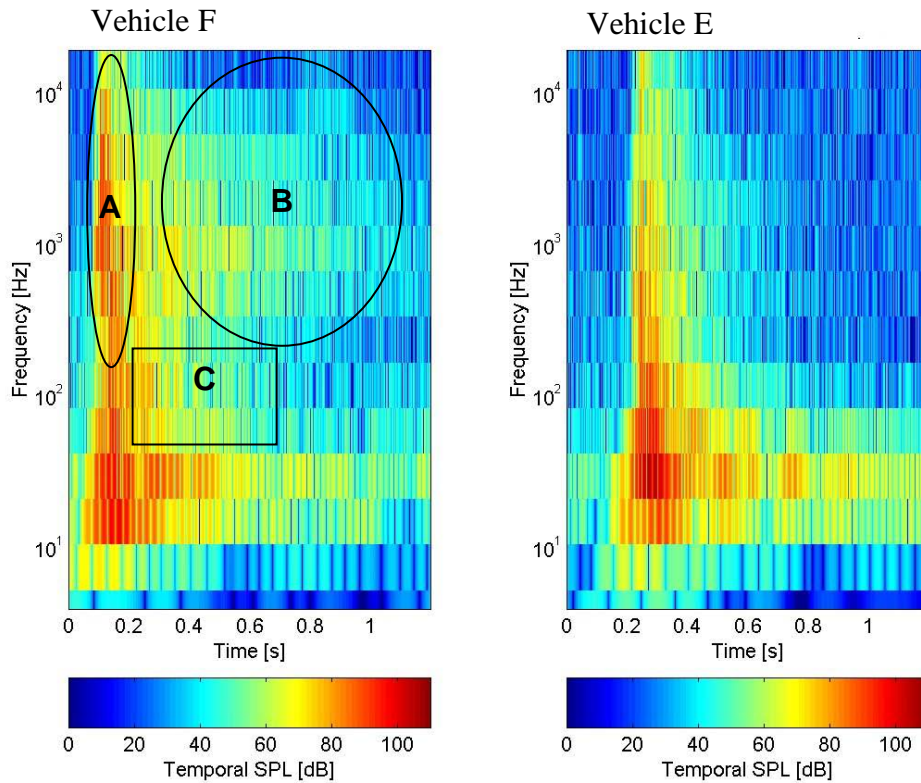 Vehicle F
Vehicle E
A
B
C
10^4
10^3
10^2
10^1
Frequency [Hz]
0 0.2 0.4 0.6 0.8 1
Time [s]
0 20 40 60 80 100
Temporal SPL [dB]
10^4
10^3
10^2
10^1
Frequency [Hz]
0 0.2 0.4 0.6 0.8 1
Time [s]
0 20 40 60 80 100
Temporal SPL [dB]